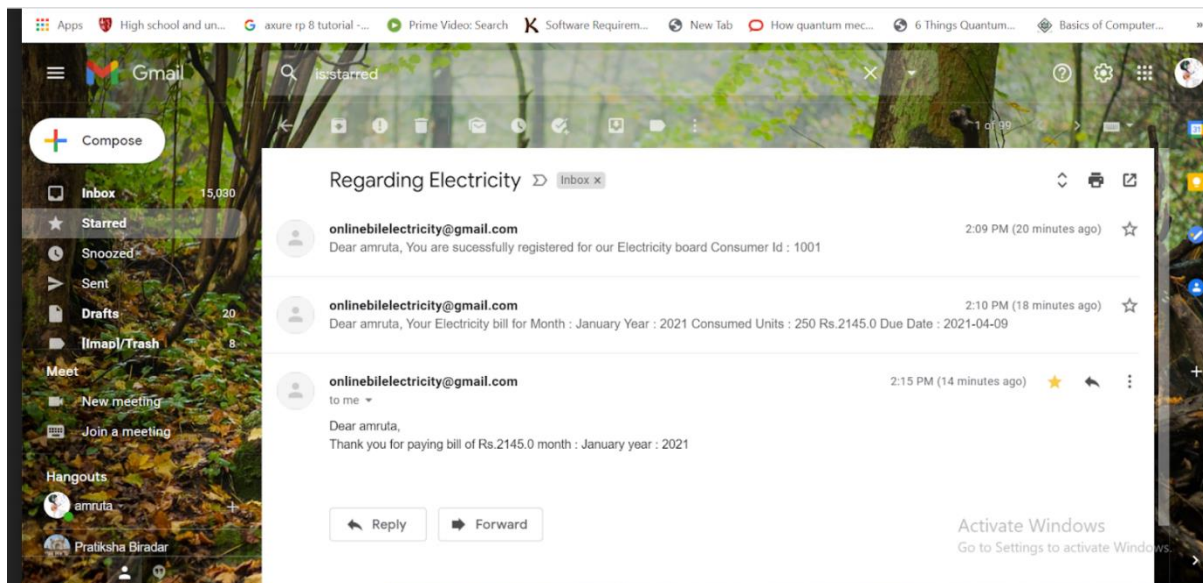 Apps High school and un... axure rp 8 tutorial -... Prime Video: Search Software Requirem... New Tab How quantum mec... 6 Things Quantum... Basics of Computer... »
Gmail
is:starred
Compose
1 of 99
Inbox 15,030
Starred
Snoozed
Sent
Drafts 20
[Imap]/Trash 8
Meet
New meeting
Join a meeting
Hangouts
amruta
Pratiksha Biradar
Regarding Electricity Inbox x
onlinebilelectricity@gmail.com 2:09 PM (20 minutes ago)
Dear amruta, You are sucessfully registered for our Electricity board Consumer Id : 1001
onlinebilelectricity@gmail.com 2:10 PM (18 minutes ago)
Dear amruta, Your Electricity bill for Month : January Year : 2021 Consumed Units : 250 Rs.2145.0 Due Date : 2021-04-09
onlinebilelectricity@gmail.com 2:15 PM (14 minutes ago)
to me
Dear amruta,
Thank you for paying bill of Rs.2145.0 month : January year : 2021
Reply Forward
Activate Windows
Go to Settings to activate Windows.